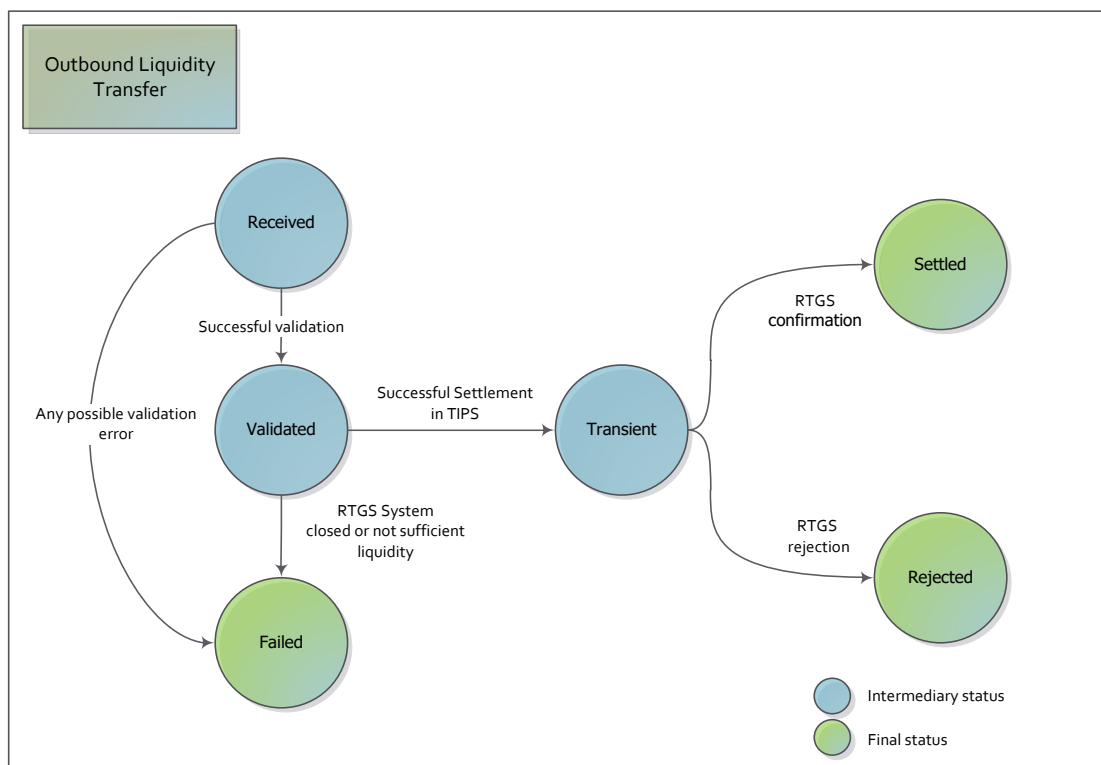 Outbound Liquidity
Transfer
Received
Successful validation
Any possible validation
error
Validated
Successful Settlement
in TIPS
Transient
RTGS
confirmation
Settled
RTGS System
closed or not sufficient
liquidity
RTGS
rejection
Rejected
Failed
Intermediary status
Final status